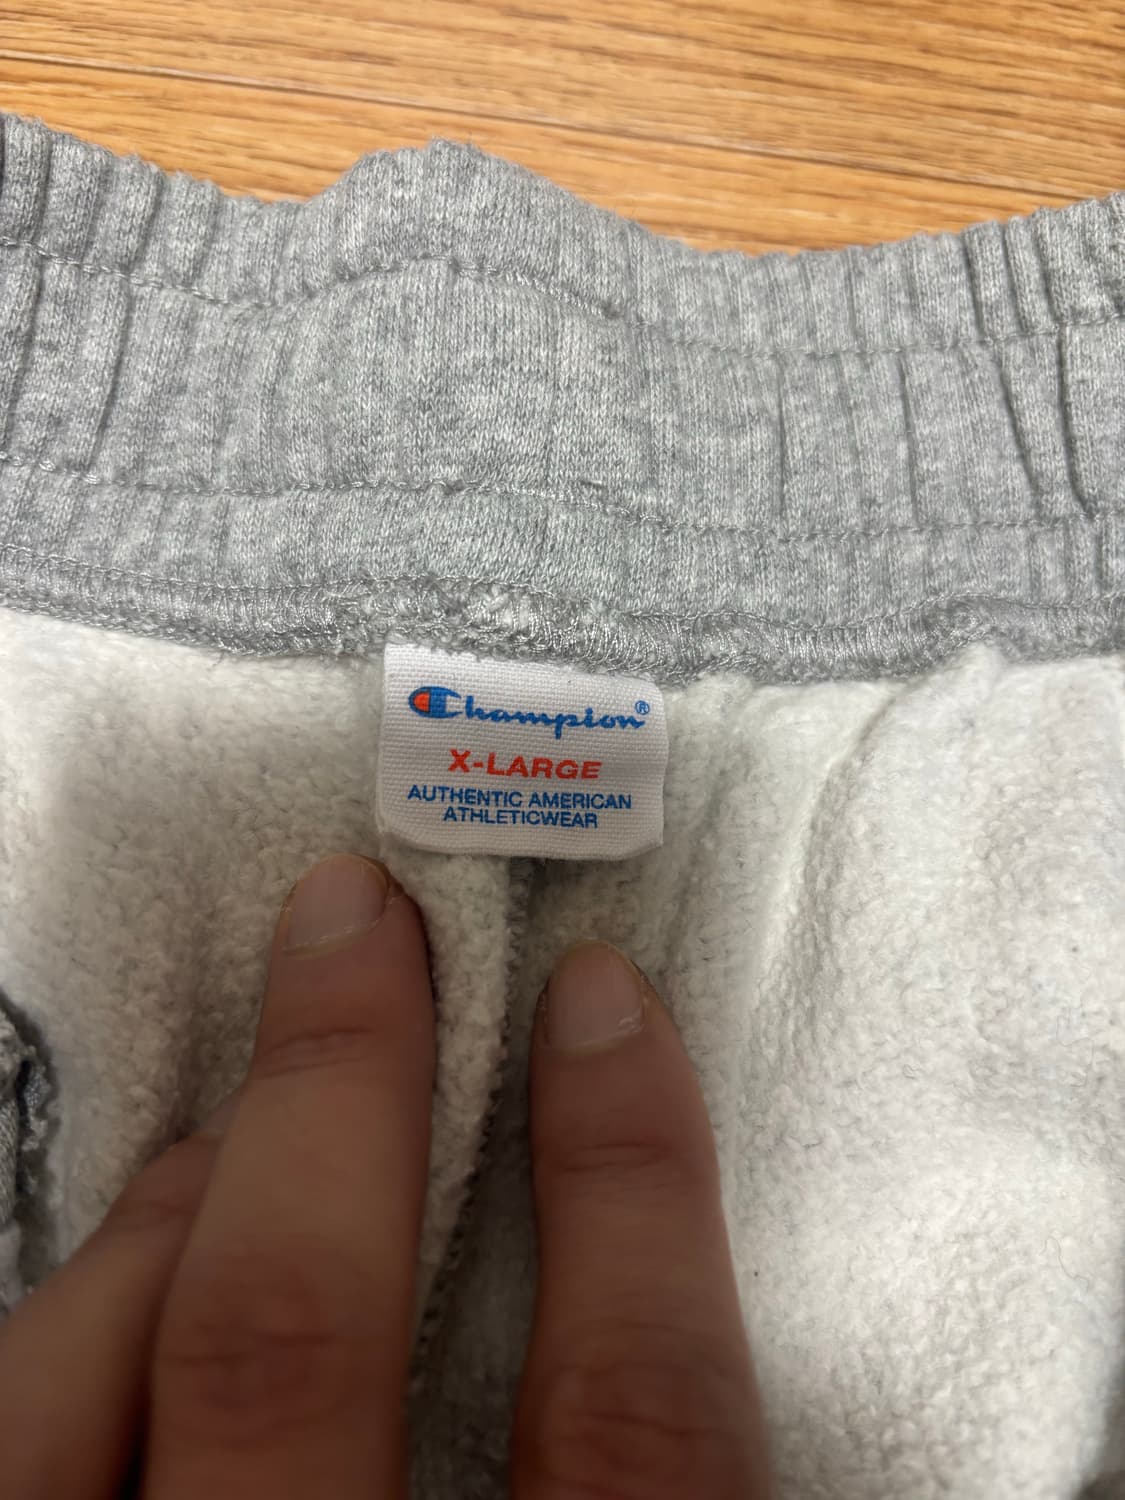 Champion®
X-LARGE
AUTHENTIC AMERICAN
ATHLETICWEAR